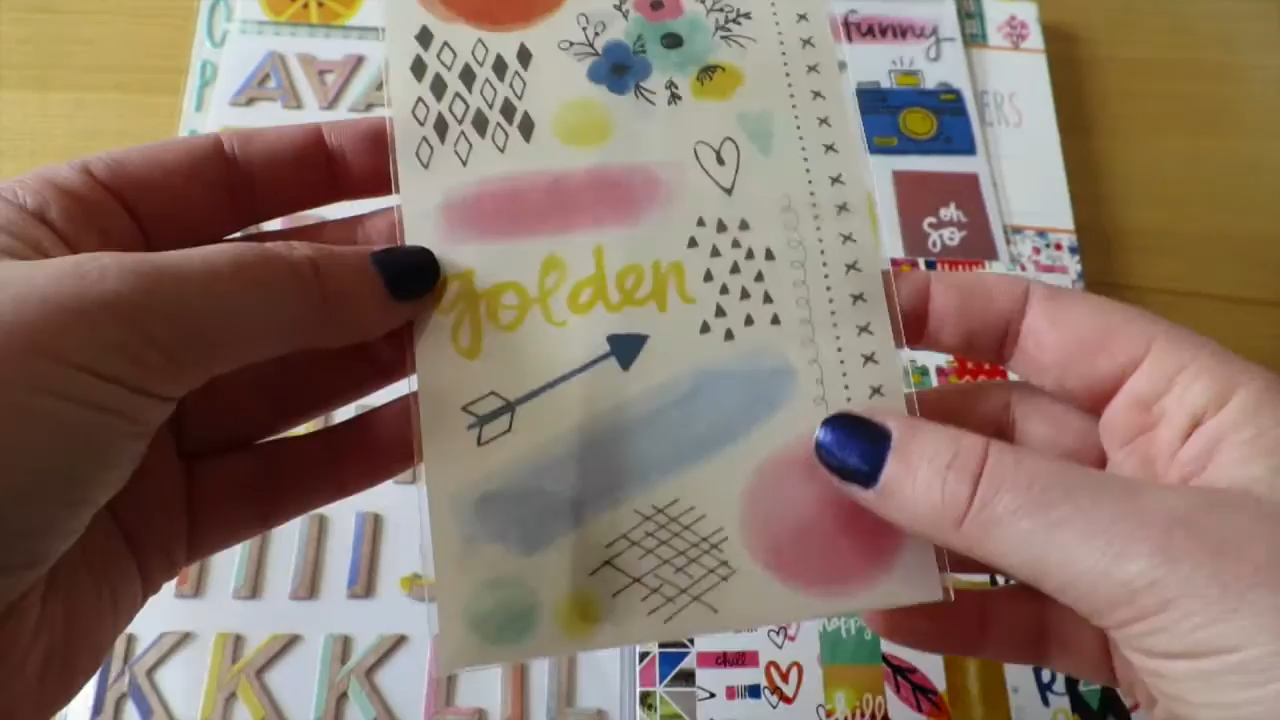 C
P
funny
A A A
ERS
oh
so
golden
I I I
K K K
happy
chill
chill